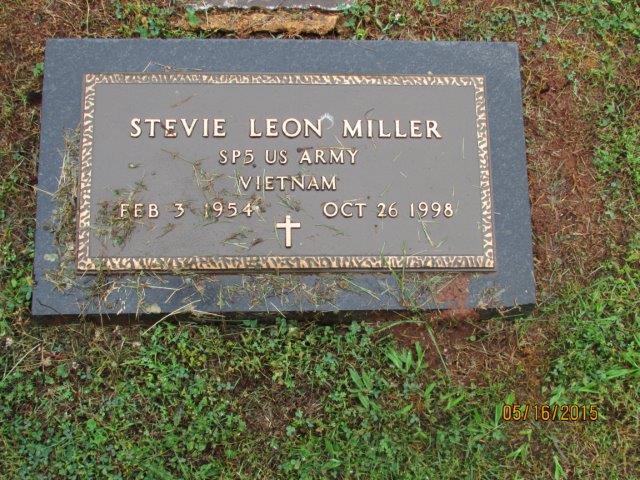 STEVIE LEON MILLER
SP5 US ARMY
VIETNAM
FEB 3 1954 OCT 26 1998
05/16/2015